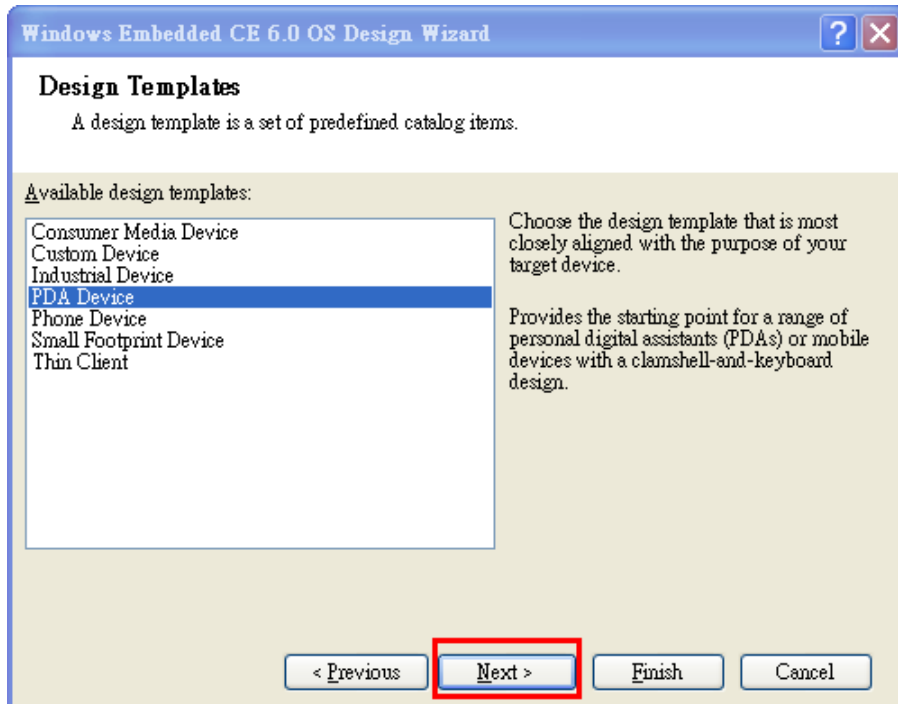 Windows Embedded CE 6.0 OS Design Wizard
Design Templates
A design template is a set of predefined catalog items.
Available design templates:
Consumer Media Device
Custom Device
Industrial Device
PDA Device
Phone Device
Small Footprint Device
Thin Client
Choose the design template that is most
closely aligned with the purpose of your
target device.
Provides the starting point for a range of
personal digital assistants (PDAs) or mobile
devices with a clamshell-and-keyboard
design.
< Previous
Next >
Finish
Cancel